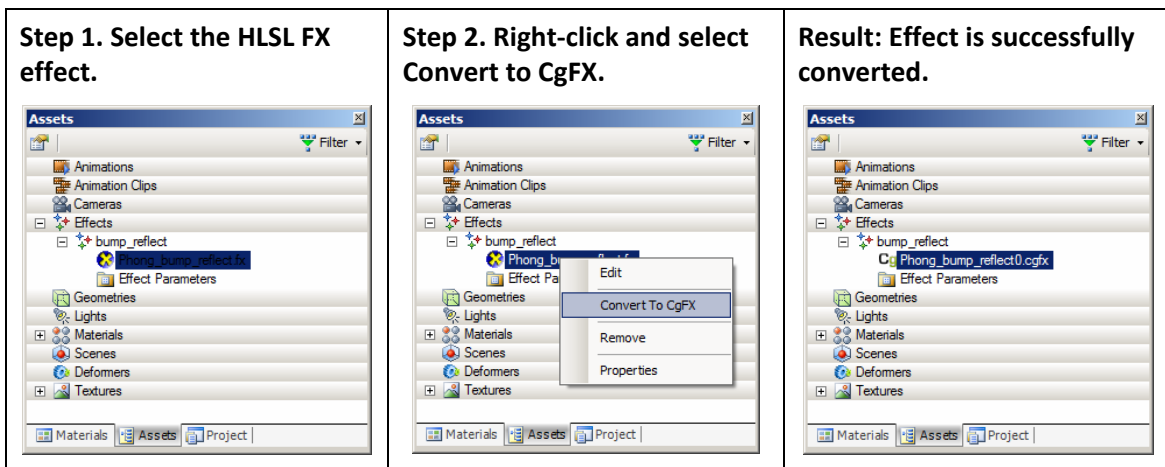 Step 1. Select the HLSL FX
effect.
Assets
Filter
Animations
Animation Clips
Cameras
Effects
bump_reflect
Phong_bump_reflect.fx
Effect Parameters
Geometries
Lights
Materials
Scenes
Deformers
Textures
Materials Assets Project
Step 2. Right-click and select
Convert to CgFX.
Assets
Filter
Animations
Animation Clips
Cameras
Effects
bump_reflect
Effect Pa
Geometries
Lights
Materials
Scenes
Deformers
Textures
Edit
Convert To CgFX
Remove
Properties
Materials Assets Project
Result: Effect is successfully
converted.
Assets
Filter
Animations
Animation Clips
Cameras
Effects
bump_reflect
Cg Phong_bump_reflect0.cgfx
Effect Parameters
Geometries
Lights
Materials
Scenes
Deformers
Textures
Materials Assets Project